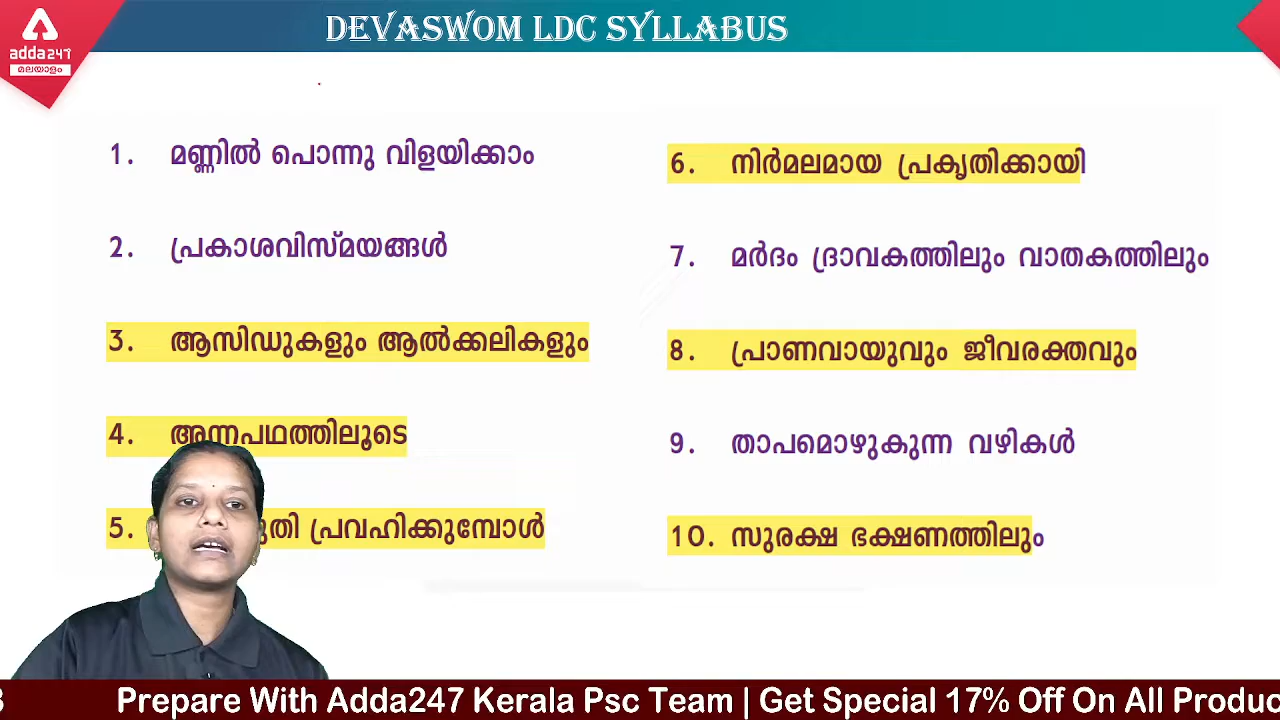 DEVASWOM LDC SYLLABUS
adda247
മലയാളം
1. മണ്ണിൽ പൊന്നു വിളയിക്കാം
2. പ്രകാശവിസ്മയങ്ങൾ
3. ആസിഡുകളും ആൽക്കലികളും
4. അന്നപഥത്തിലൂടെ
5. പ്രവഹിക്കുമ്പോൾ
6. നിർമലമായ പ്രകൃതിക്കായി
7. മർദം ദ്രാവകത്തിലും വാതകത്തിലും
8. പ്രാണവായുവും ജീവരക്തവും
9. താപമൊഴുകുന്ന വഴികൾ
10. സുരക്ഷ ഭക്ഷണത്തിലും
Prepare With Adda247 Kerala Psc Team | Get Special 17% Off On All